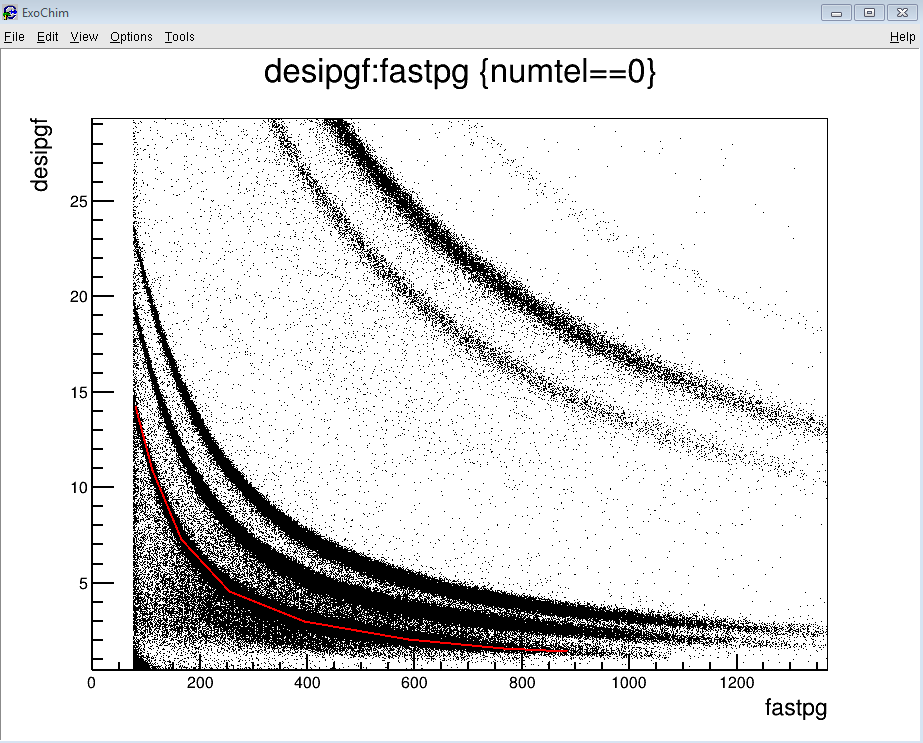 ExoChim
File Edit View Options Tools Help
desipgf:fastpg {numtel==0}
desipgf
25
20
15
10
5
0 200 400 600 800 1000 1200
fastpg